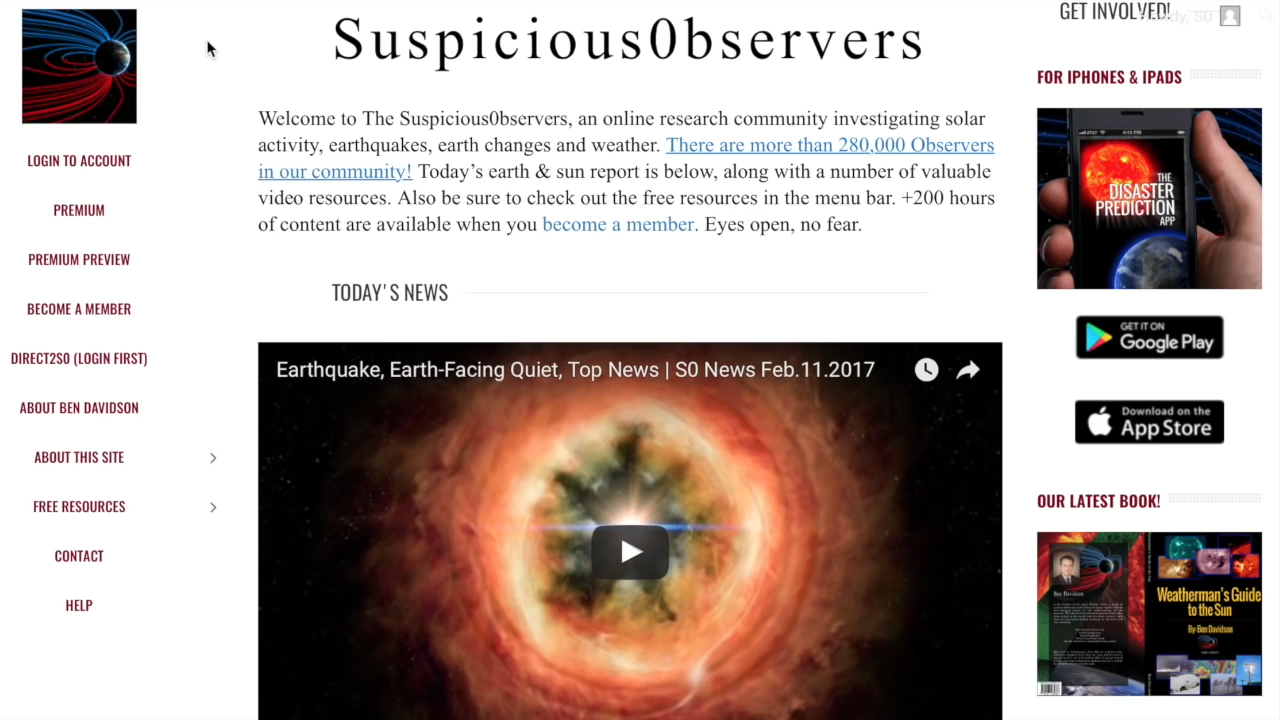 Suspicious0bservers
Welcome to The Suspicious0bservers, an online research community investigating solar
activity, earthquakes, earth changes and weather. There are more than 280,000 Observers
in our community! Today's earth & sun report is below, along with a number of valuable
video resources. Also be sure to check out the free resources in the menu bar. +200 hours
of content are available when you become a member. Eyes open, no fear.
LOGIN TO ACCOUNT
PREMIUM
PREMIUM PREVIEW
BECOME A MEMBER
DIRECT2S0 (LOGIN FIRST)
ABOUT BEN DAVIDSON
ABOUT THIS SITE
FREE RESOURCES
CONTACT
HELP
TODAY'S NEWS
Earthquake, Earth-Facing Quiet, Top News | S0 News Feb.11.2017
GET INVOLVED!
FOR IPHONES & IPADS
THE
DISASTER
PREDICTION
APP
GET IT ON
Google Play
Download on the
App Store
OUR LATEST BOOK!
Ben Davidson
Weatherman's Guide
to the Sun
By: Ben Davidson